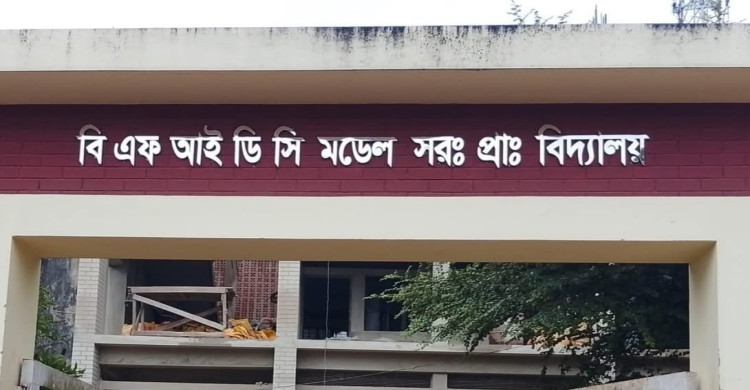 বি এফ আই ডি সি মডেল সরঃ প্রাঃ বিদ্যালয়